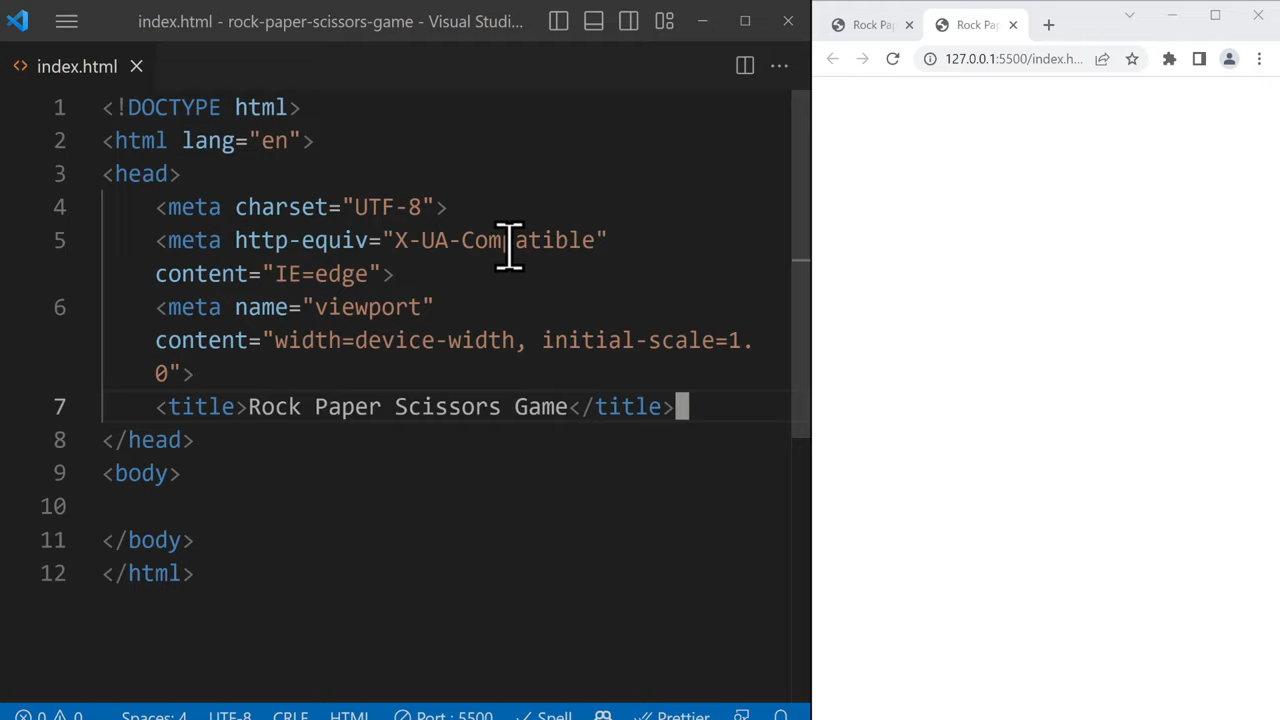 index.html - rock-paper-scissors-game - Visual Studi...
Rock Pap
Rock Pap
index.html
127.0.0.1:5500/index.h...
1 <!DOCTYPE html>
2 <html lang="en">
3 <head>
4 <meta charset="UTF-8">
5 <meta http-equiv="X-UA-Compatible"
content="IE=edge">
6 <meta name="viewport"
content="width=device-width, initial-scale=1.
0">
7 <title>Rock Paper Scissors Game</title>
8 </head>
9 <body>
10
11 </body>
12 </html>
0 0 Spaces: 4 UTF-8 CRLF HTML Port : 5500 Spell Prettier